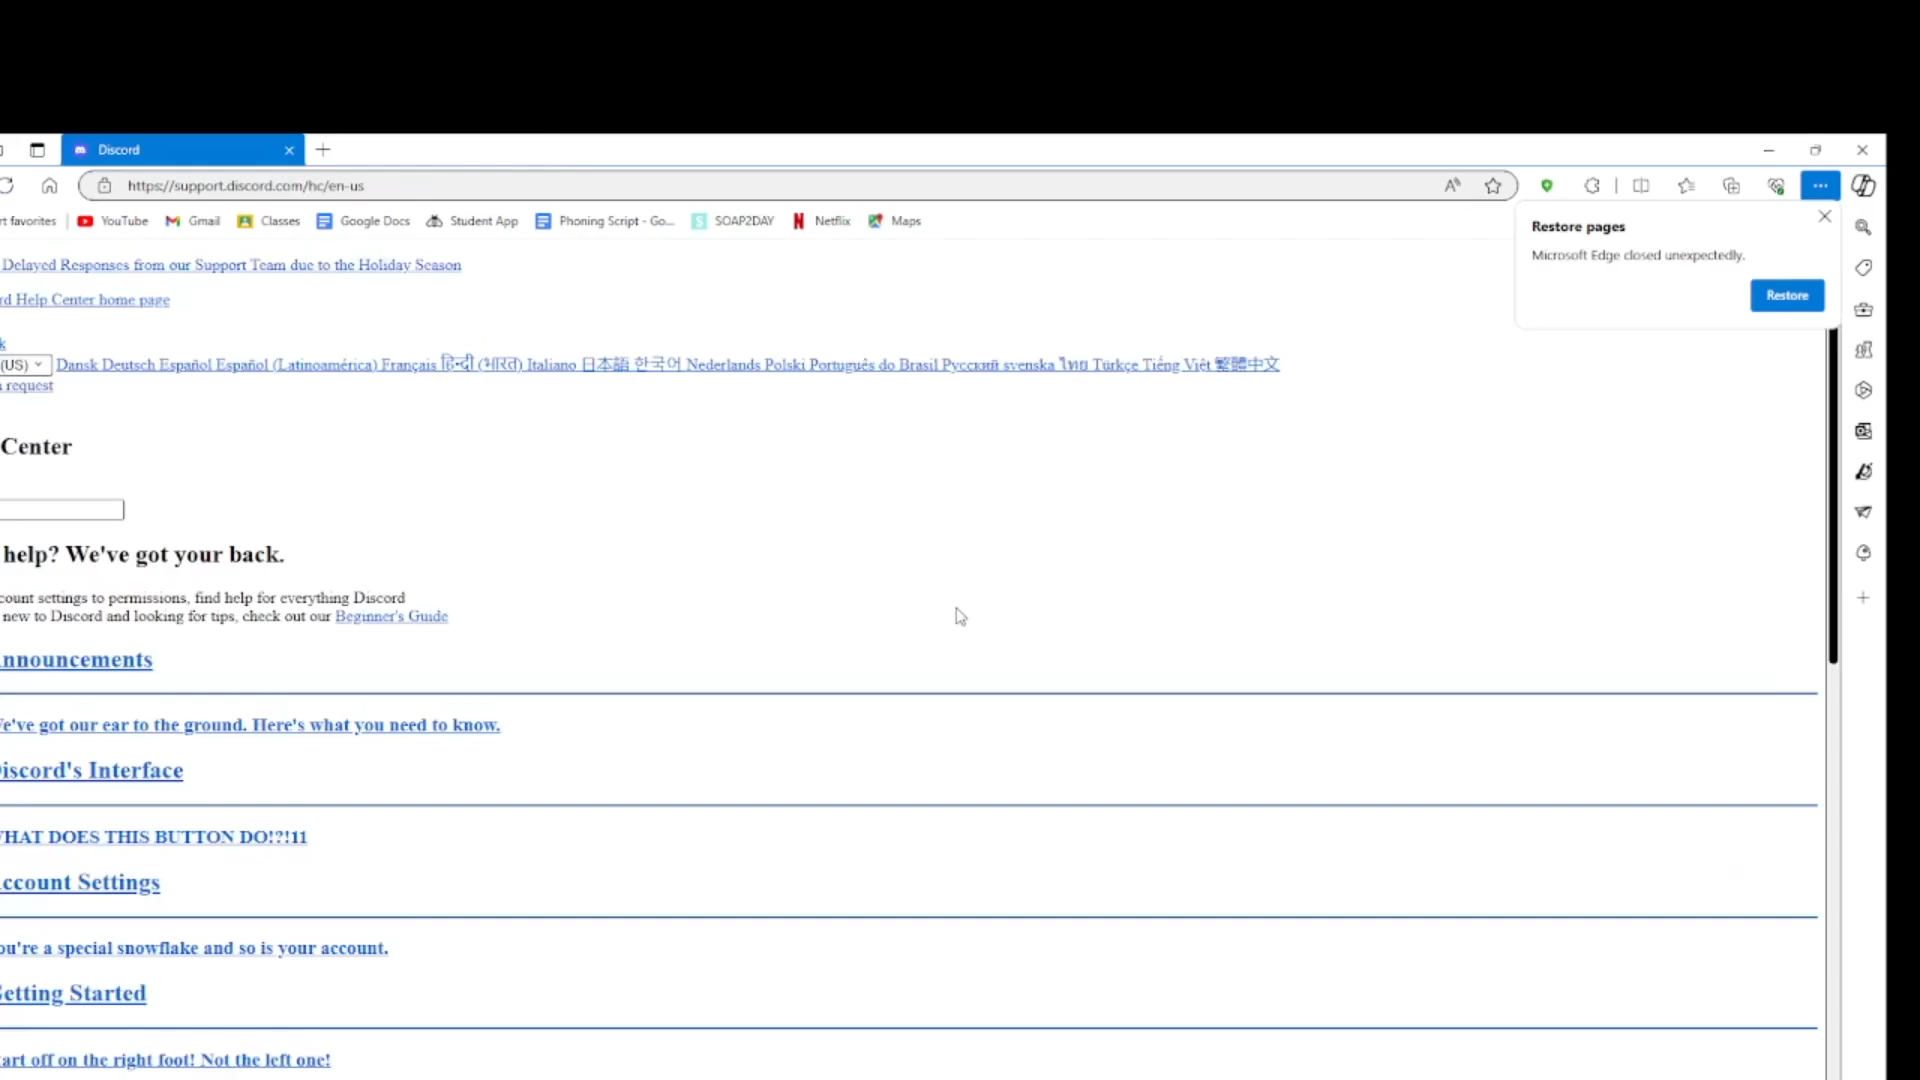 Discord
https://support.discord.com/hc/en-us
favorites YouTube Gmail Classes Google Docs Student App Phoning Script - Go... SOAP2DAY Netflix Maps
Restore pages
Microsoft Edge closed unexpectedly.
Restore
Delayed Responses from our Support Team due to the Holiday Season
rd Help Center home page
k
(US) Dansk Deutsch Español Español (Latinoamérica) Français हिन्दी (भारत) Italiano 日本語 한국어 Nederlands Polski Português do Brasil Русский svenska ไทย Türkçe Tiếng Việt 繁體中文
request
Center
help? We've got your back.
count settings to permissions, find help for everything Discord
new to Discord and looking for tips, check out our Beginner's Guide
nnouncements
e've got our ear to the ground. Here's what you need to know.
iscord's Interface
HAT DOES THIS BUTTON DO!?!11
ccount Settings
ou're a special snowflake and so is your account.
etting Started
art off on the right foot! Not the left one!